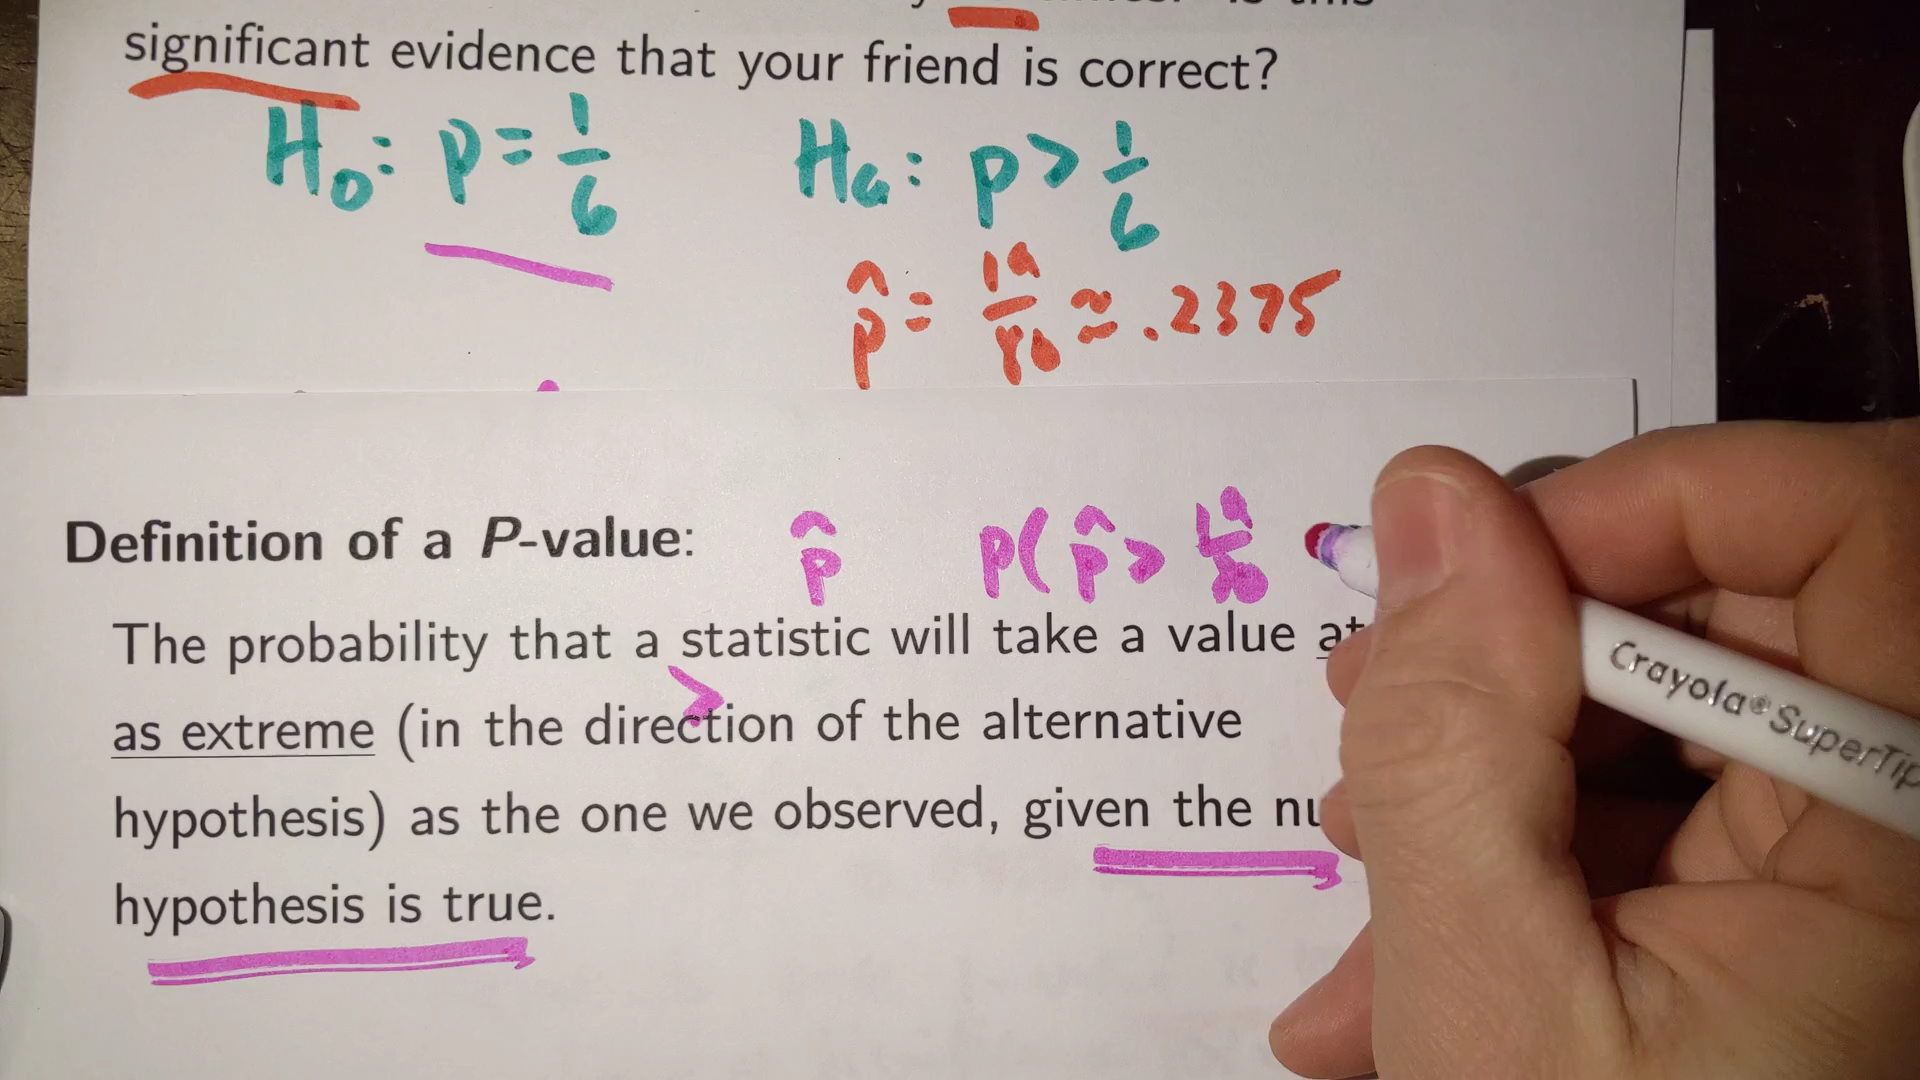 significant evidence that your friend is correct?
H₀: p = 1/6 Hₐ: p > 1/6
p̂ = 19/80 ≈ .2375
Definition of a P-value: p̂ P(p̂ > 19/80
The probability that a statistic will take a value at
>
as extreme (in the direction of the alternative
hypothesis) as the one we observed, given the nu
hypothesis is true.
Crayola® SuperTip